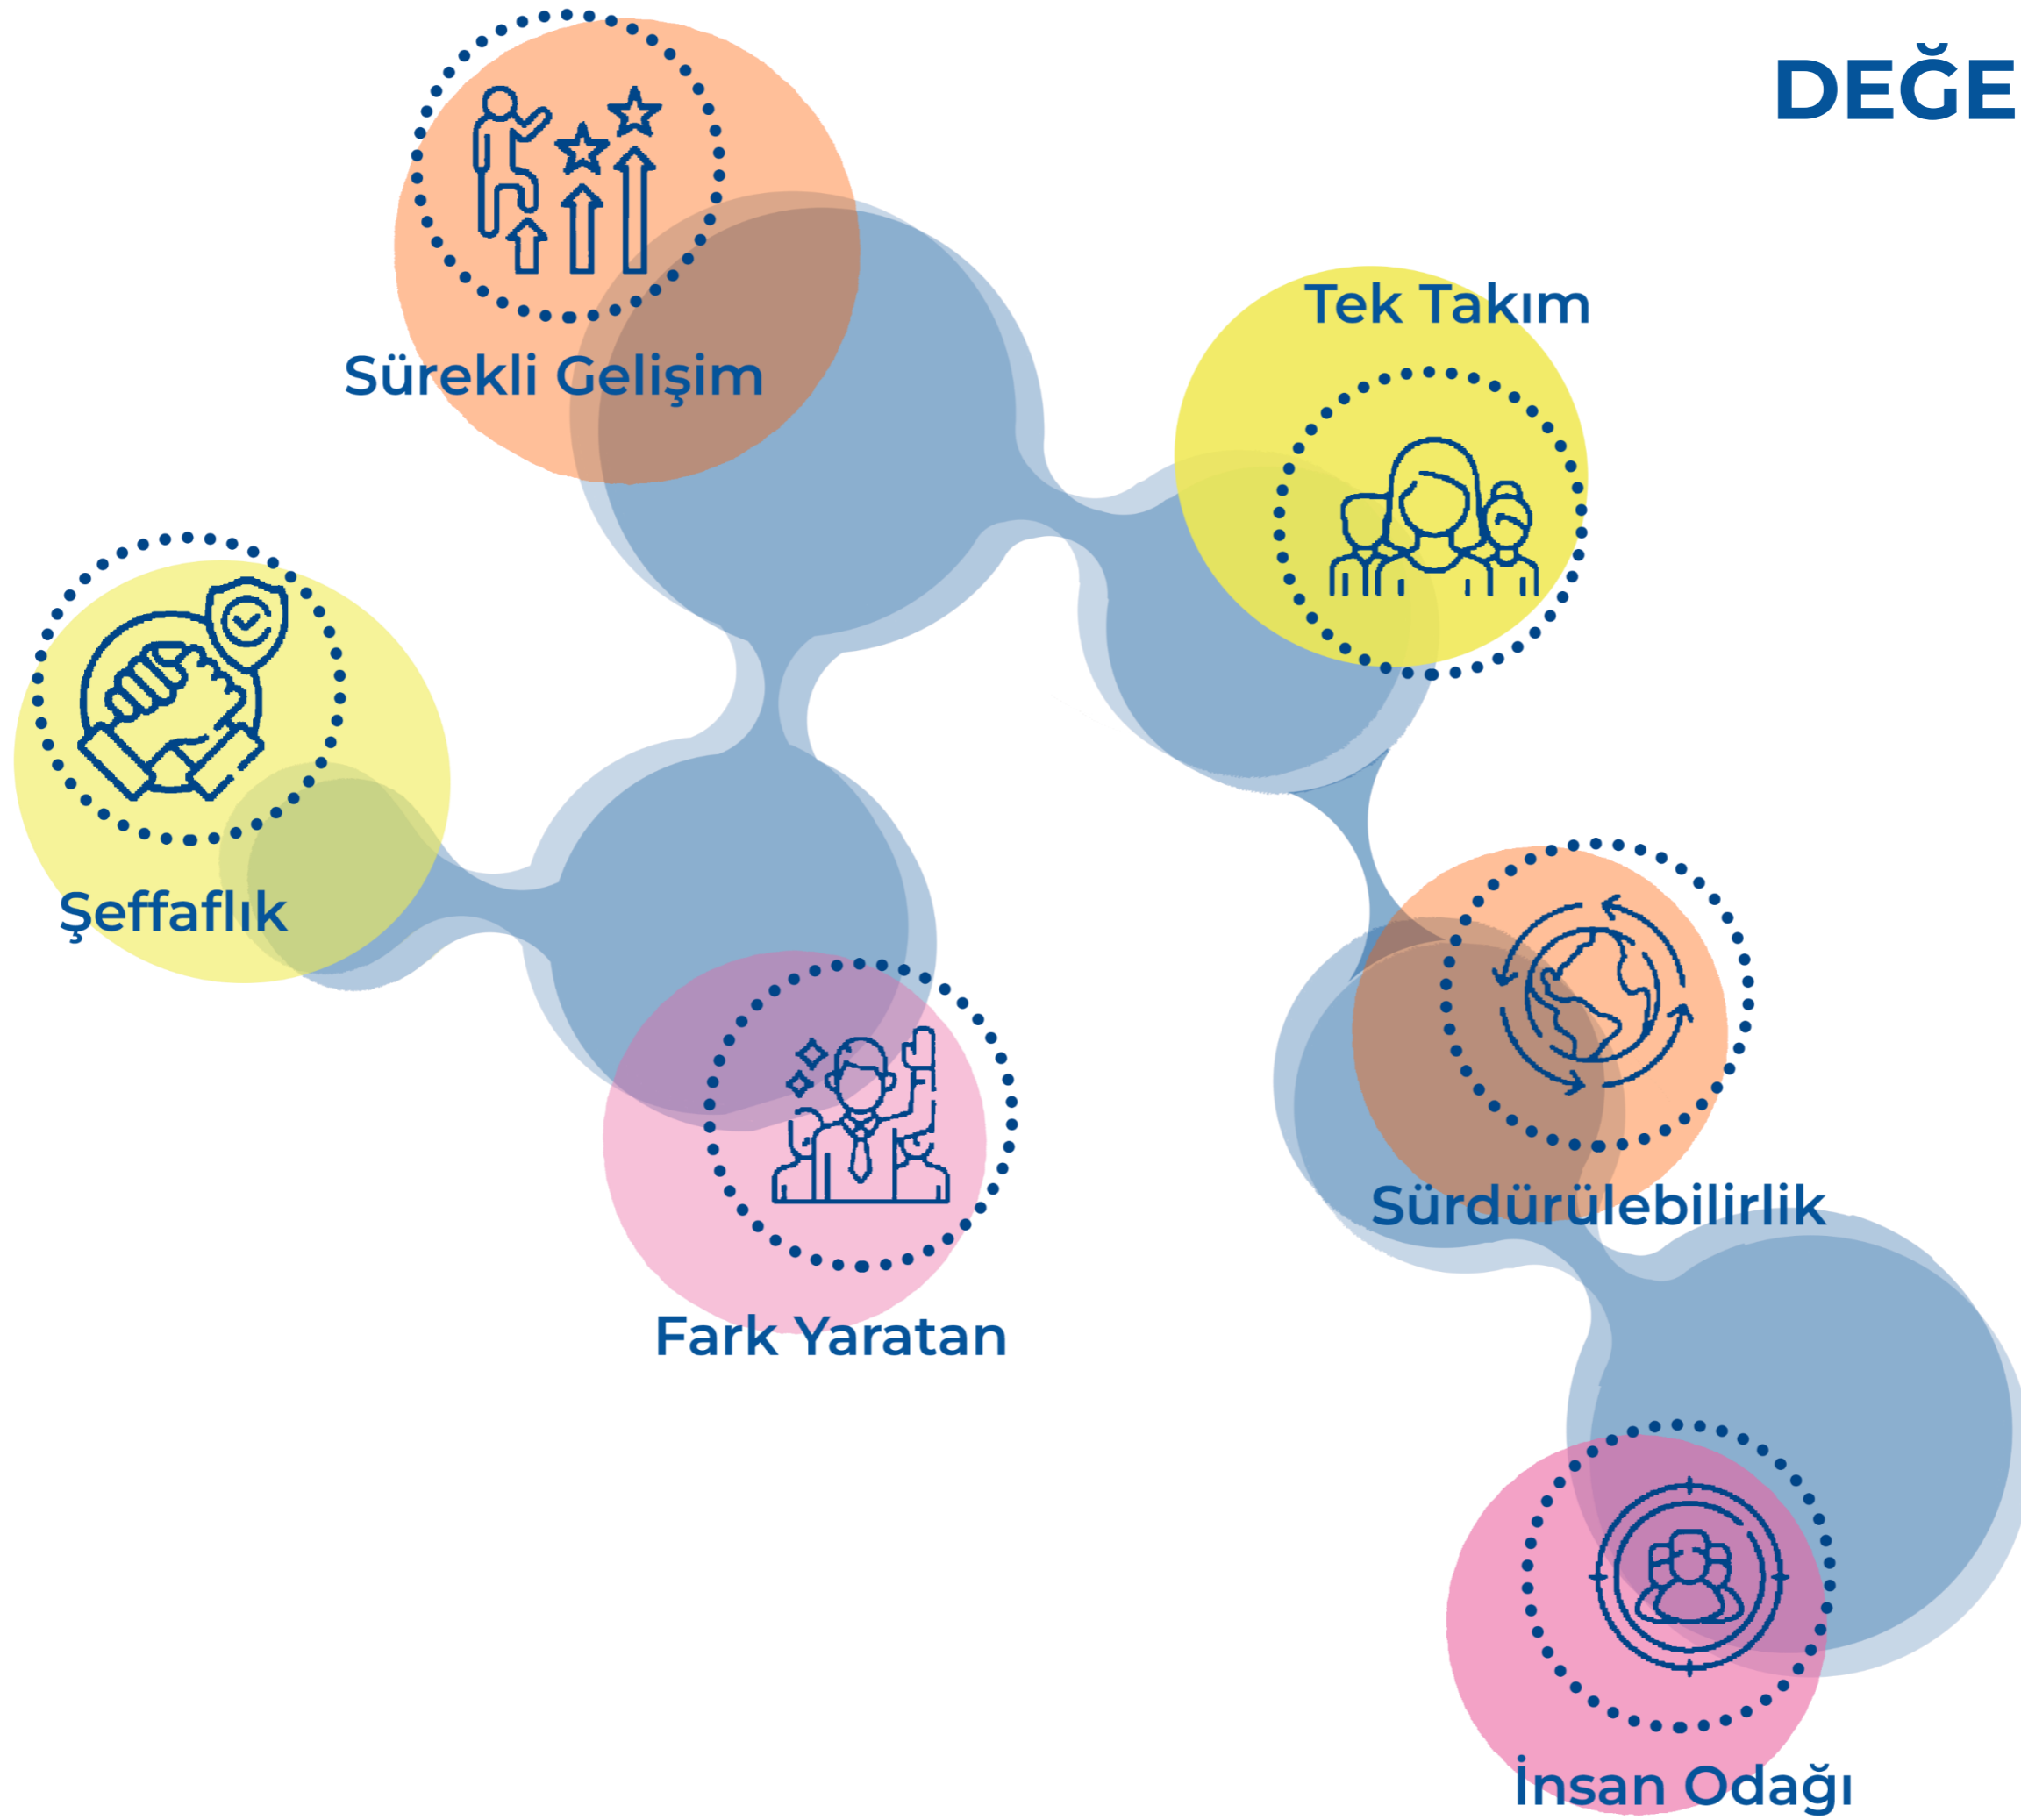 DEĞE
Tek Takım
Sürekli Gelişim
Şeffaflık
Sürdürülebilirlik
Fark Yaratan
İnsan Odağı